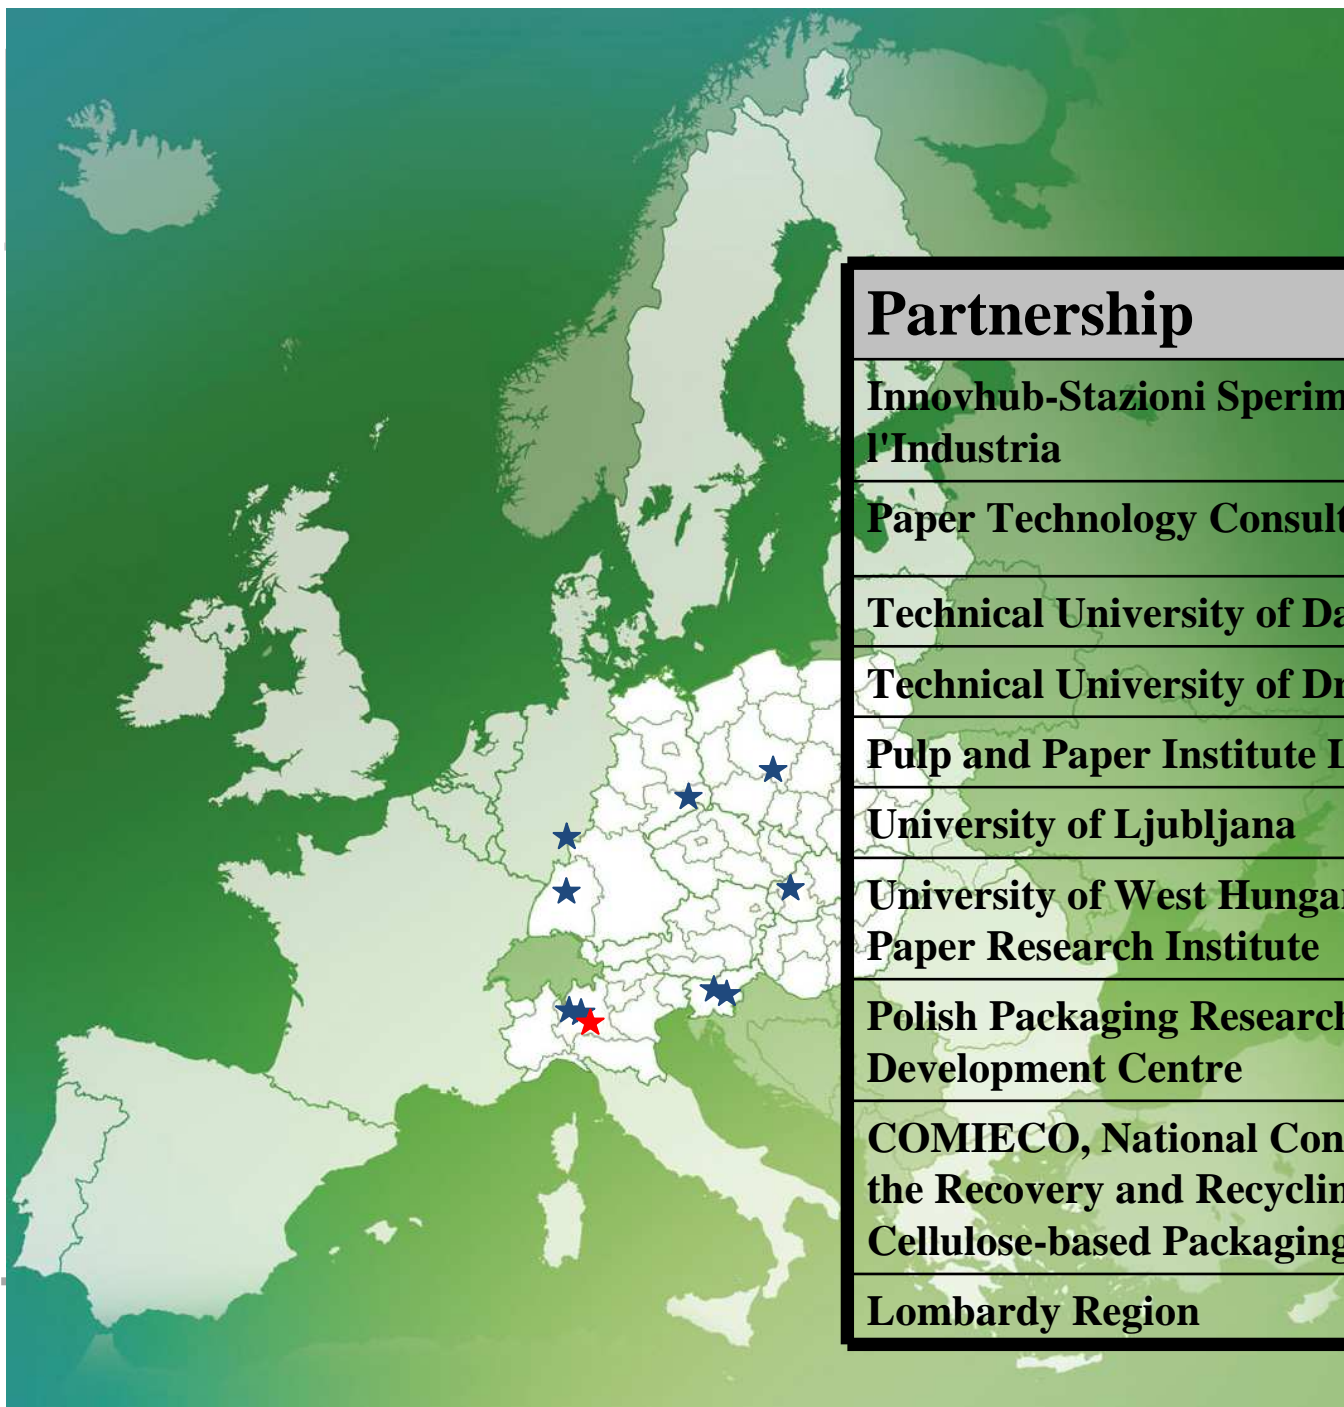 Partnership
Innovhub-Stazioni Sperim
l'Industria
Paper Technology Consult
Technical University of Da
Technical University of Dr
Pulp and Paper Institute L
University of Ljubljana
University of West Hungar
Paper Research Institute
Polish Packaging Research
Development Centre
COMIECO, National Con
the Recovery and Recyclin
Cellulose-based Packaging
Lombardy Region